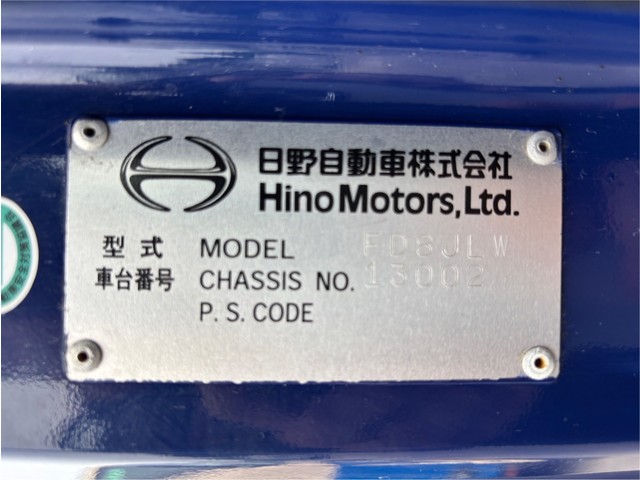 日野自動車株式会社
Hino Motors, Ltd.
型式 MODEL FD8JLW
車台番号 CHASSIS NO. 13002
P. S. CODE